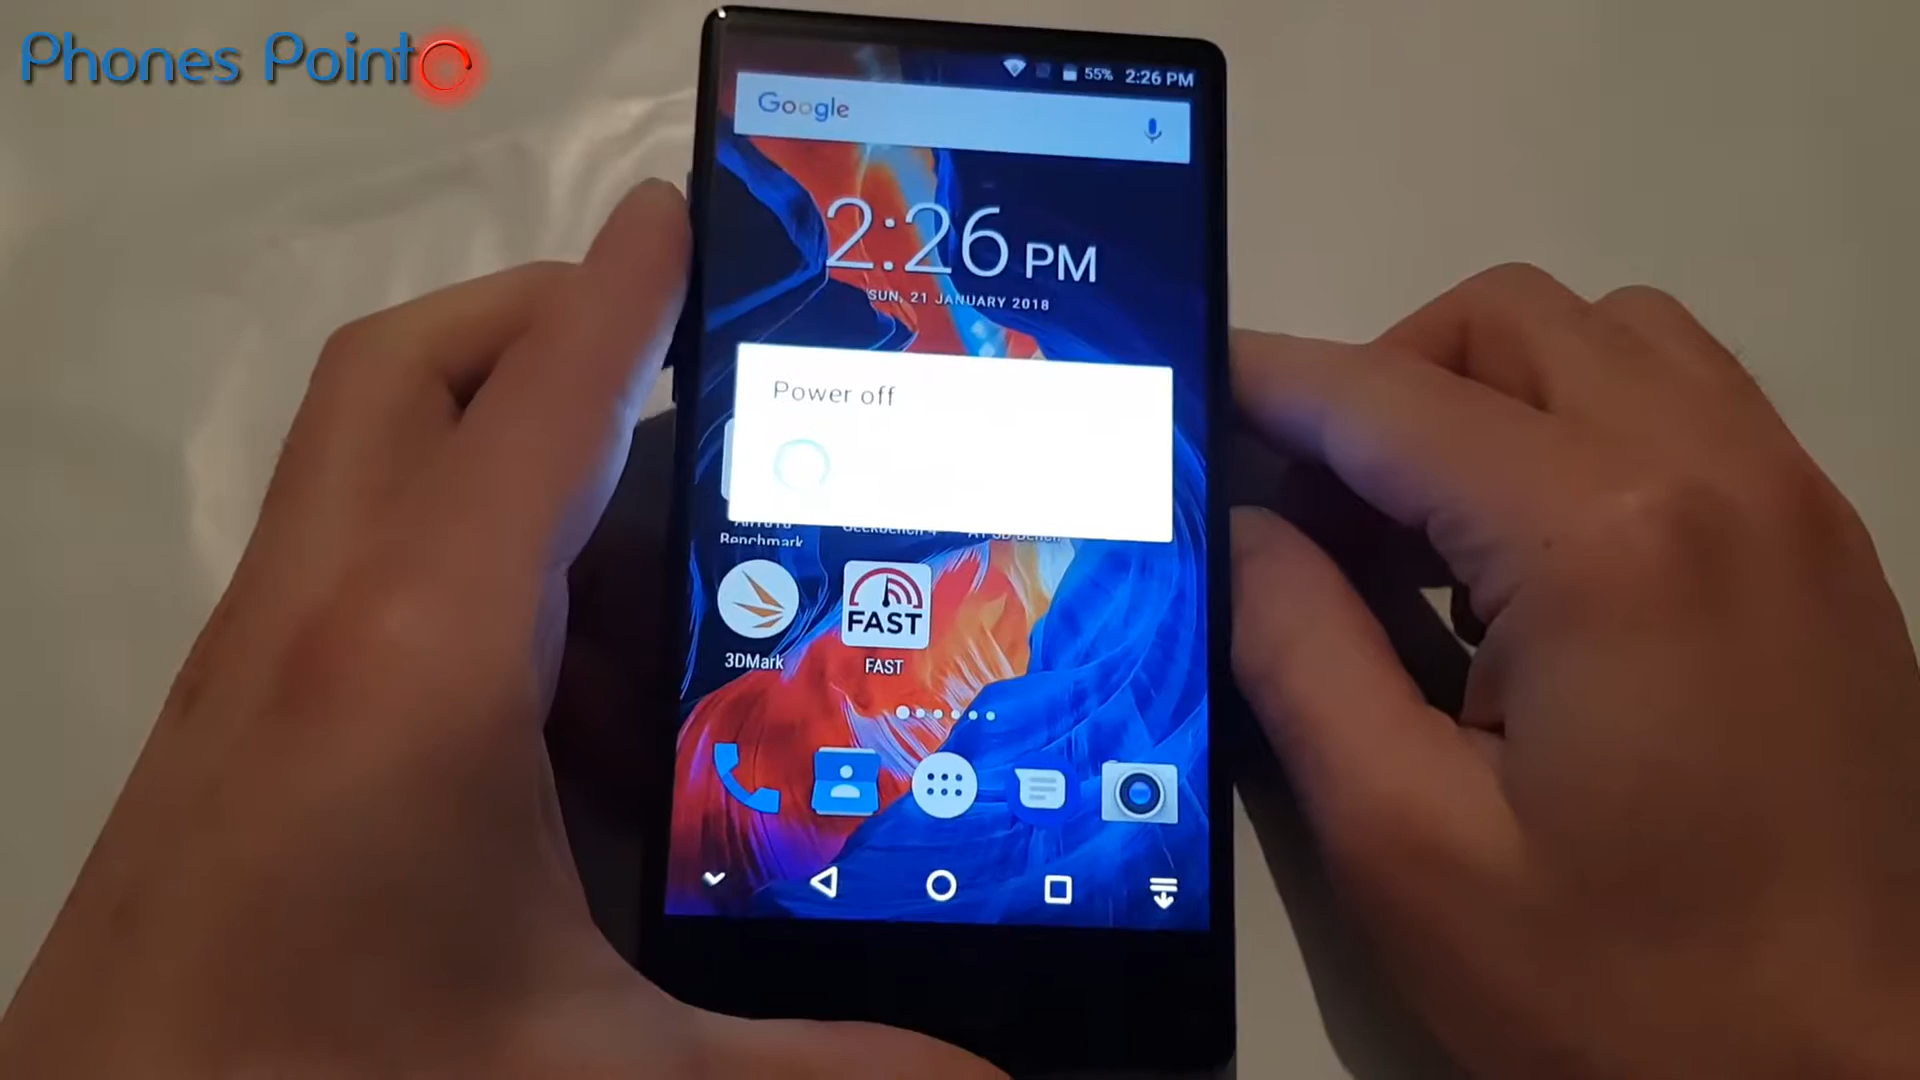 Phones Point
55% 2:26 PM
Google
2:26 PM
SUN, 21 JANUARY 2018
Power off
Benchmark
3DMark
FAST
FAST